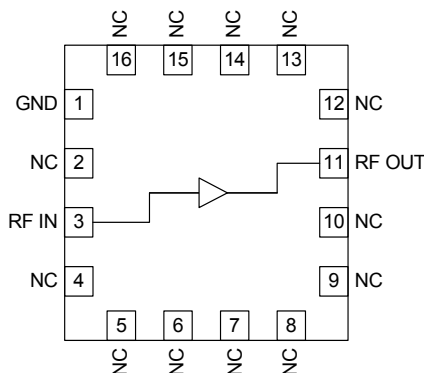 NC NC NC NC
16 15 14 13
GND 1 12 NC
NC 2 11 RF OUT
RF IN 3 10 NC
NC 4 9 NC
5 6 7 8
NC NC NC NC